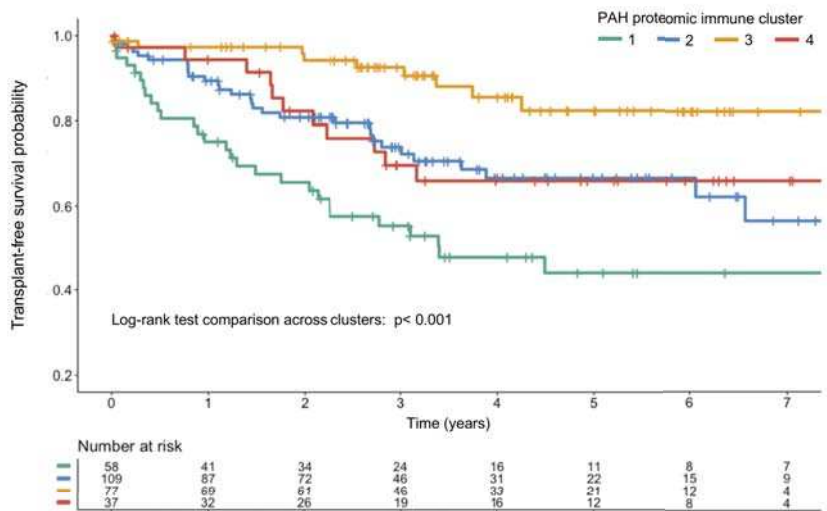 PAH proteomic immune cluster
1 2 3 4
1.0
0.8
0.6
0.4
0.2
Transplant-free survival probability
Log-rank test comparison across clusters: p< 0.001
0 1 2 3 4 5 6 7
Time (years)
Number at risk
58 41 34 24 16 11 8 7
109 87 72 46 31 22 15 9
77 69 61 46 33 21 12 4
37 32 26 19 16 12 8 4